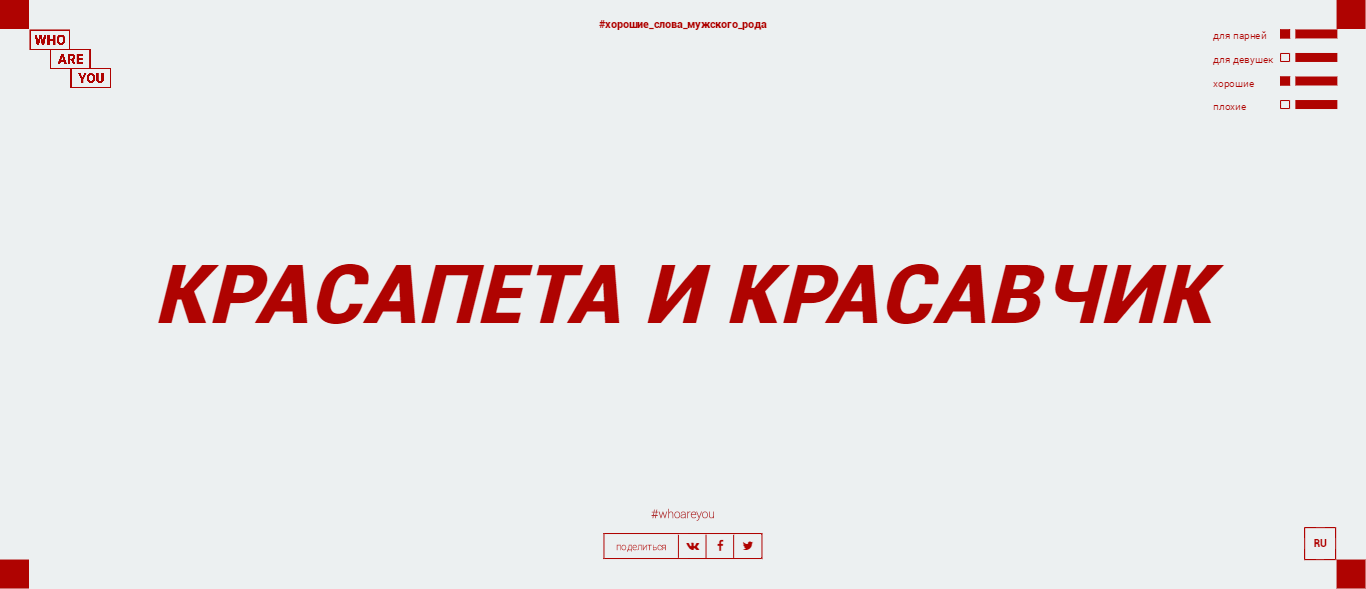 #хорошие_слова_мужского_рода
WHO
ARE
YOU
для парней
для девушек
хорошие
плохие
КРАСАПЕТА И КРАСАВЧИК
#whoareyou
поделиться
RU